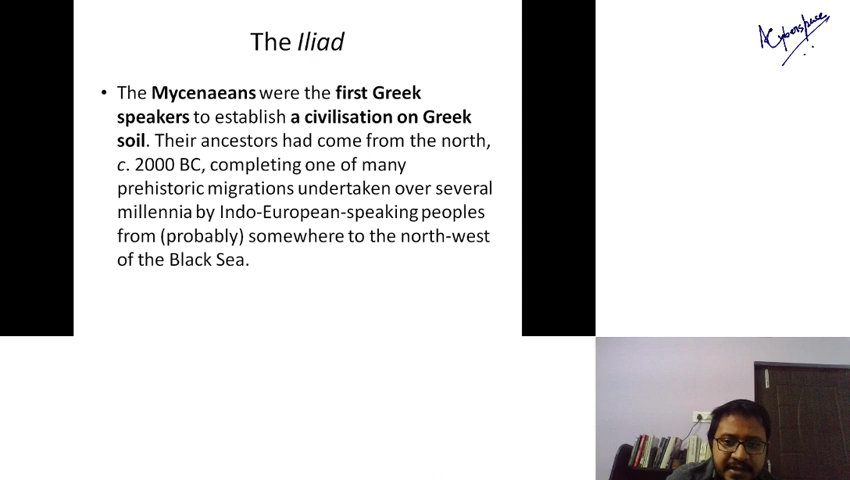 The Iliad
• The Mycenaeans were the first Greek
speakers to establish a civilisation on Greek
soil. Their ancestors had come from the north,
c. 2000 BC, completing one of many
prehistoric migrations undertaken over several
millennia by Indo-European-speaking peoples
from (probably) somewhere to the north-west
of the Black Sea.